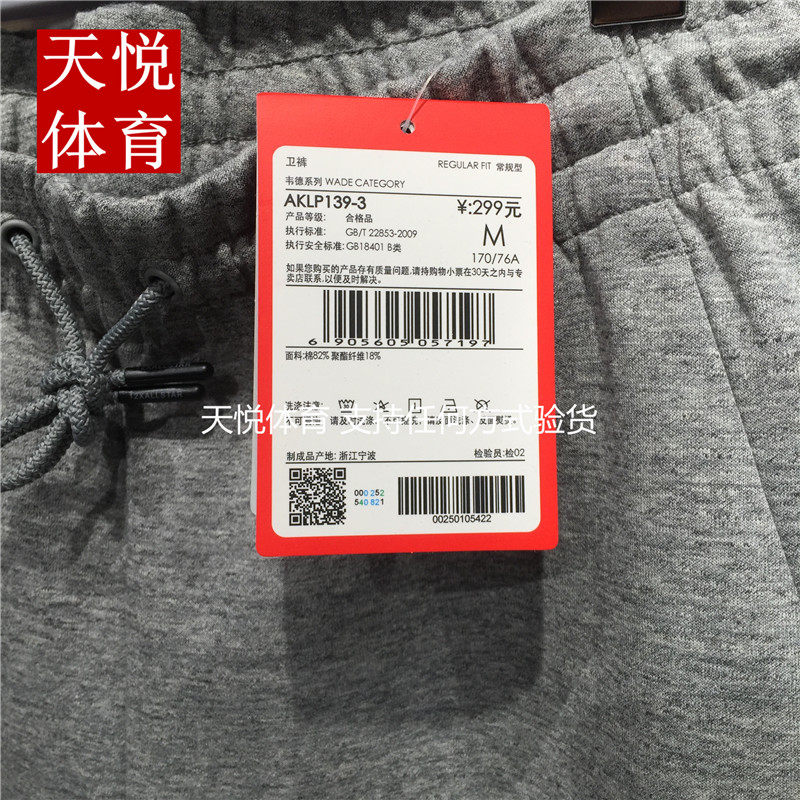 天悦
体育
卫裤
REGULAR FIT 常规型
韦德系列 WADE CATEGORY
AKLP139-3
¥:299元
产品等级: 合格品
执行标准: GB/T 22853-2009
M
执行安全标准: GB18401 B类
170/76A
如果您购买的产品存有质量问题,请持购物小票在30天之内与专
卖店联系,以便及时解决。
6 905605 057197
面料:棉82% 聚酯纤维18%
洗涤注意:
天悦体育 支持任何方式验货
制成品产地: 浙江宁波
检验员:检02
000 252
540 821
00250105422